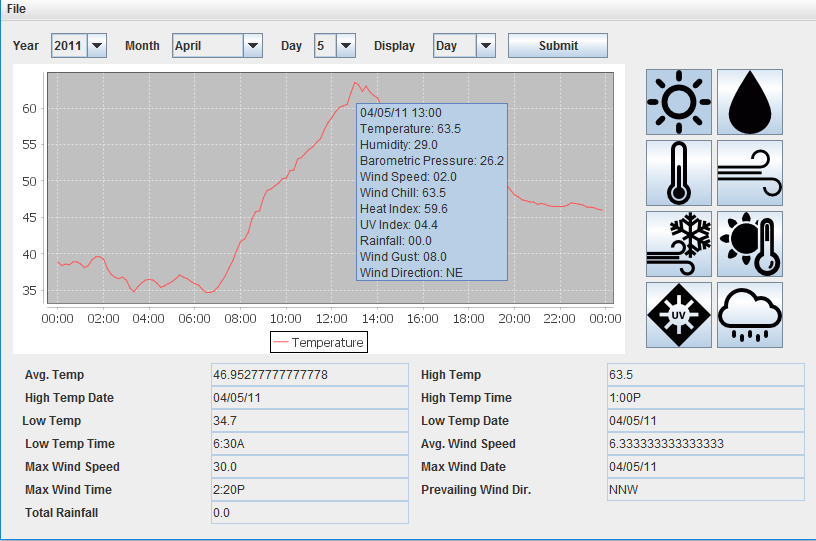 File
Year 2011 Month April Day 5 Display Day Submit
60
55
50
45
40
35
04/05/11 13:00
Temperature: 63.5
Humidity: 29.0
Barometric Pressure: 26.2
Wind Speed: 02.0
Wind Chill: 63.5
Heat Index: 59.6
UV Index: 04.4
Rainfall: 00.0
Wind Gust: 08.0
Wind Direction: NE
00:00 02:00 04:00 06:00 08:00 10:00 12:00 14:00 16:00 18:00 20:00 22:00 00:00
Temperature
UV
Avg. Temp 46.95277777777778 High Temp 63.5
High Temp Date 04/05/11 High Temp Time 1:00P
Low Temp 34.7 Low Temp Date 04/05/11
Low Temp Time 6:30A Avg. Wind Speed 6.333333333333333
Max Wind Speed 30.0 Max Wind Date 04/05/11
Max Wind Time 2:20P Prevailing Wind Dir. NNW
Total Rainfall 0.0